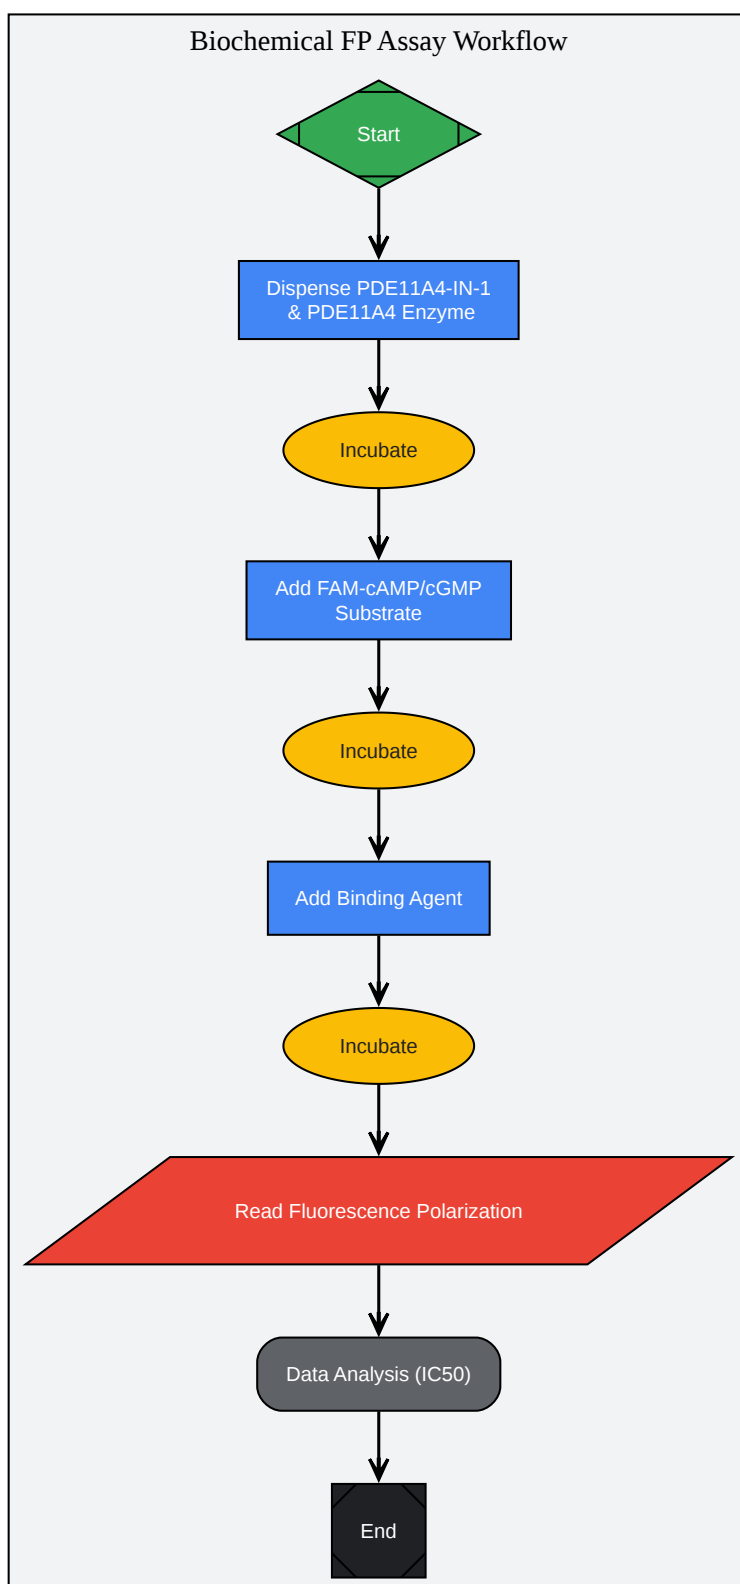 Biochemical FP Assay Workflow
Start
Dispense PDE11A4-IN-1
& PDE11A4 Enzyme
Incubate
Add FAM-cAMP/cGMP
Substrate
Incubate
Add Binding Agent
Incubate
Read Fluorescence Polarization
Data Analysis (IC50)
End